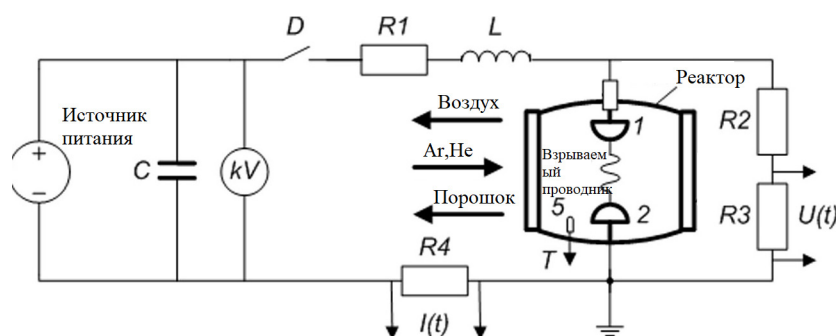 D
R1
L
Реактор
Источник
питания
Воздух
1
R2
C
kV
Ar,He
Взрываем
ый
проводник
Порошок
5
2
R3
U(t)
T
R4
I(t)
+
−